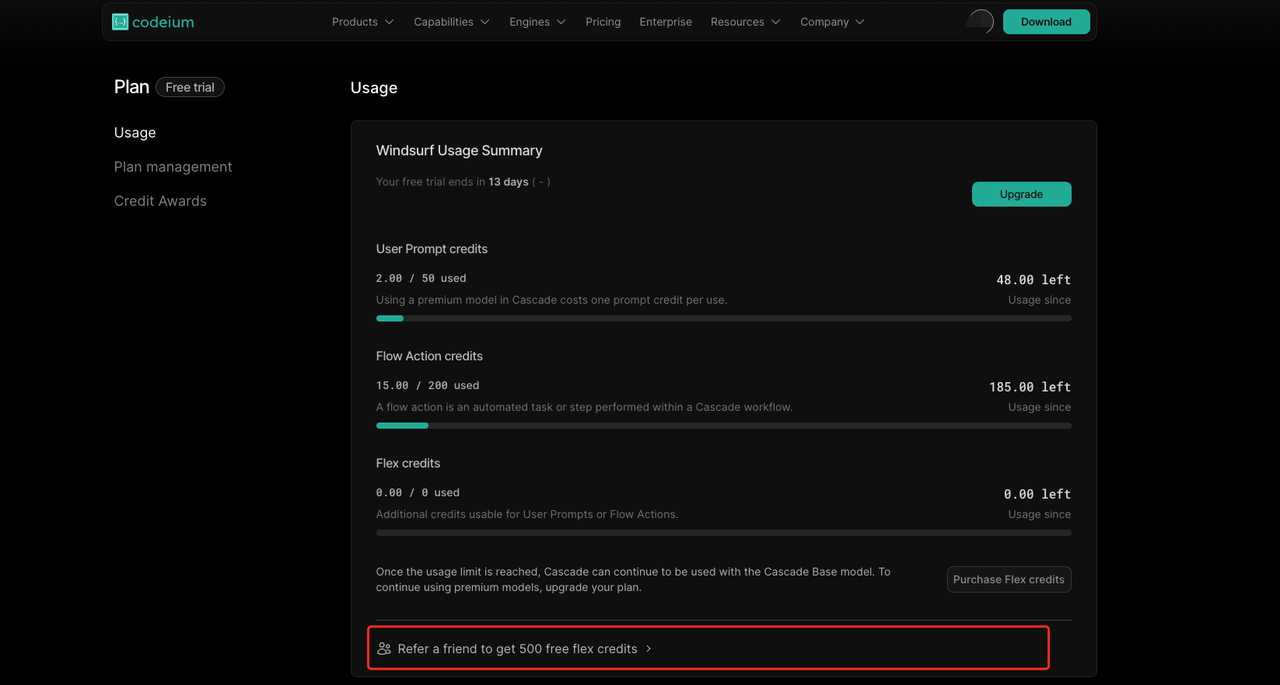 codeium
Products Capabilities Engines Pricing Enterprise Resources Company Download
Plan Free trial
Usage
Plan management
Credit Awards
Usage
Windsurf Usage Summary
Your free trial ends in 13 days ( - )
Upgrade
User Prompt credits
2.00 / 50 used
48.00 left
Using a premium model in Cascade costs one prompt credit per use.
Usage since
Flow Action credits
15.00 / 200 used
185.00 left
A flow action is an automated task or step performed within a Cascade workflow.
Usage since
Flex credits
0.00 / 0 used
0.00 left
Additional credits usable for User Prompts or Flow Actions.
Usage since
Once the usage limit is reached, Cascade can continue to be used with the Cascade Base model. To
continue using premium models, upgrade your plan.
Purchase Flex credits
Refer a friend to get 500 free flex credits